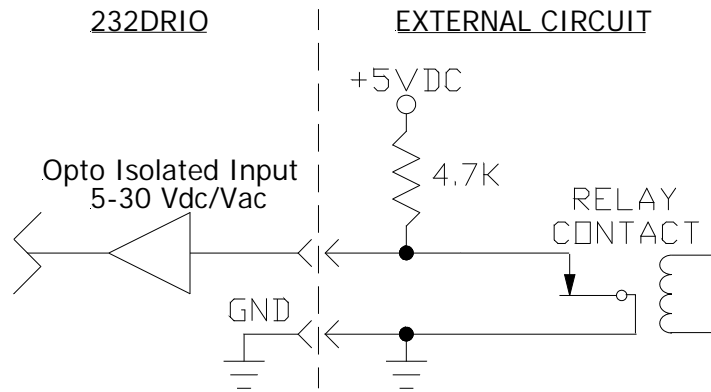 232DRIO
EXTERNAL CIRCUIT
+5VDC
4.7K
Opto Isolated Input
5-30 Vdc/Vac
RELAY
CONTACT
GND